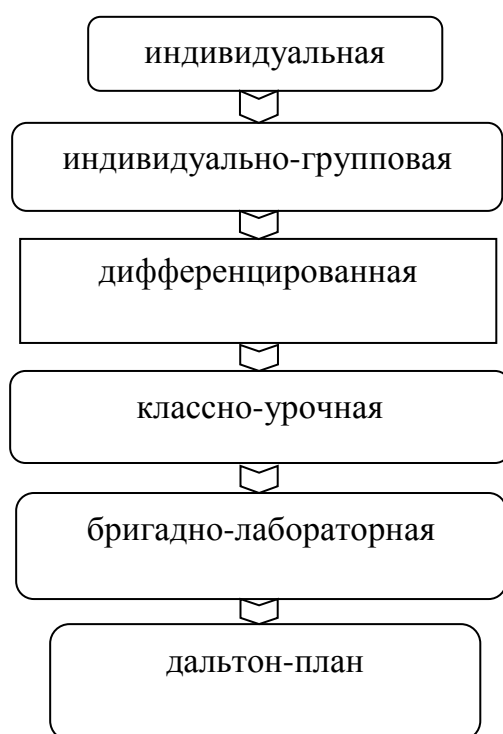 индивидуальная
индивидуально-групповая
дифференцированная
классно-урочная
бригадно-лабораторная
дальтон-план